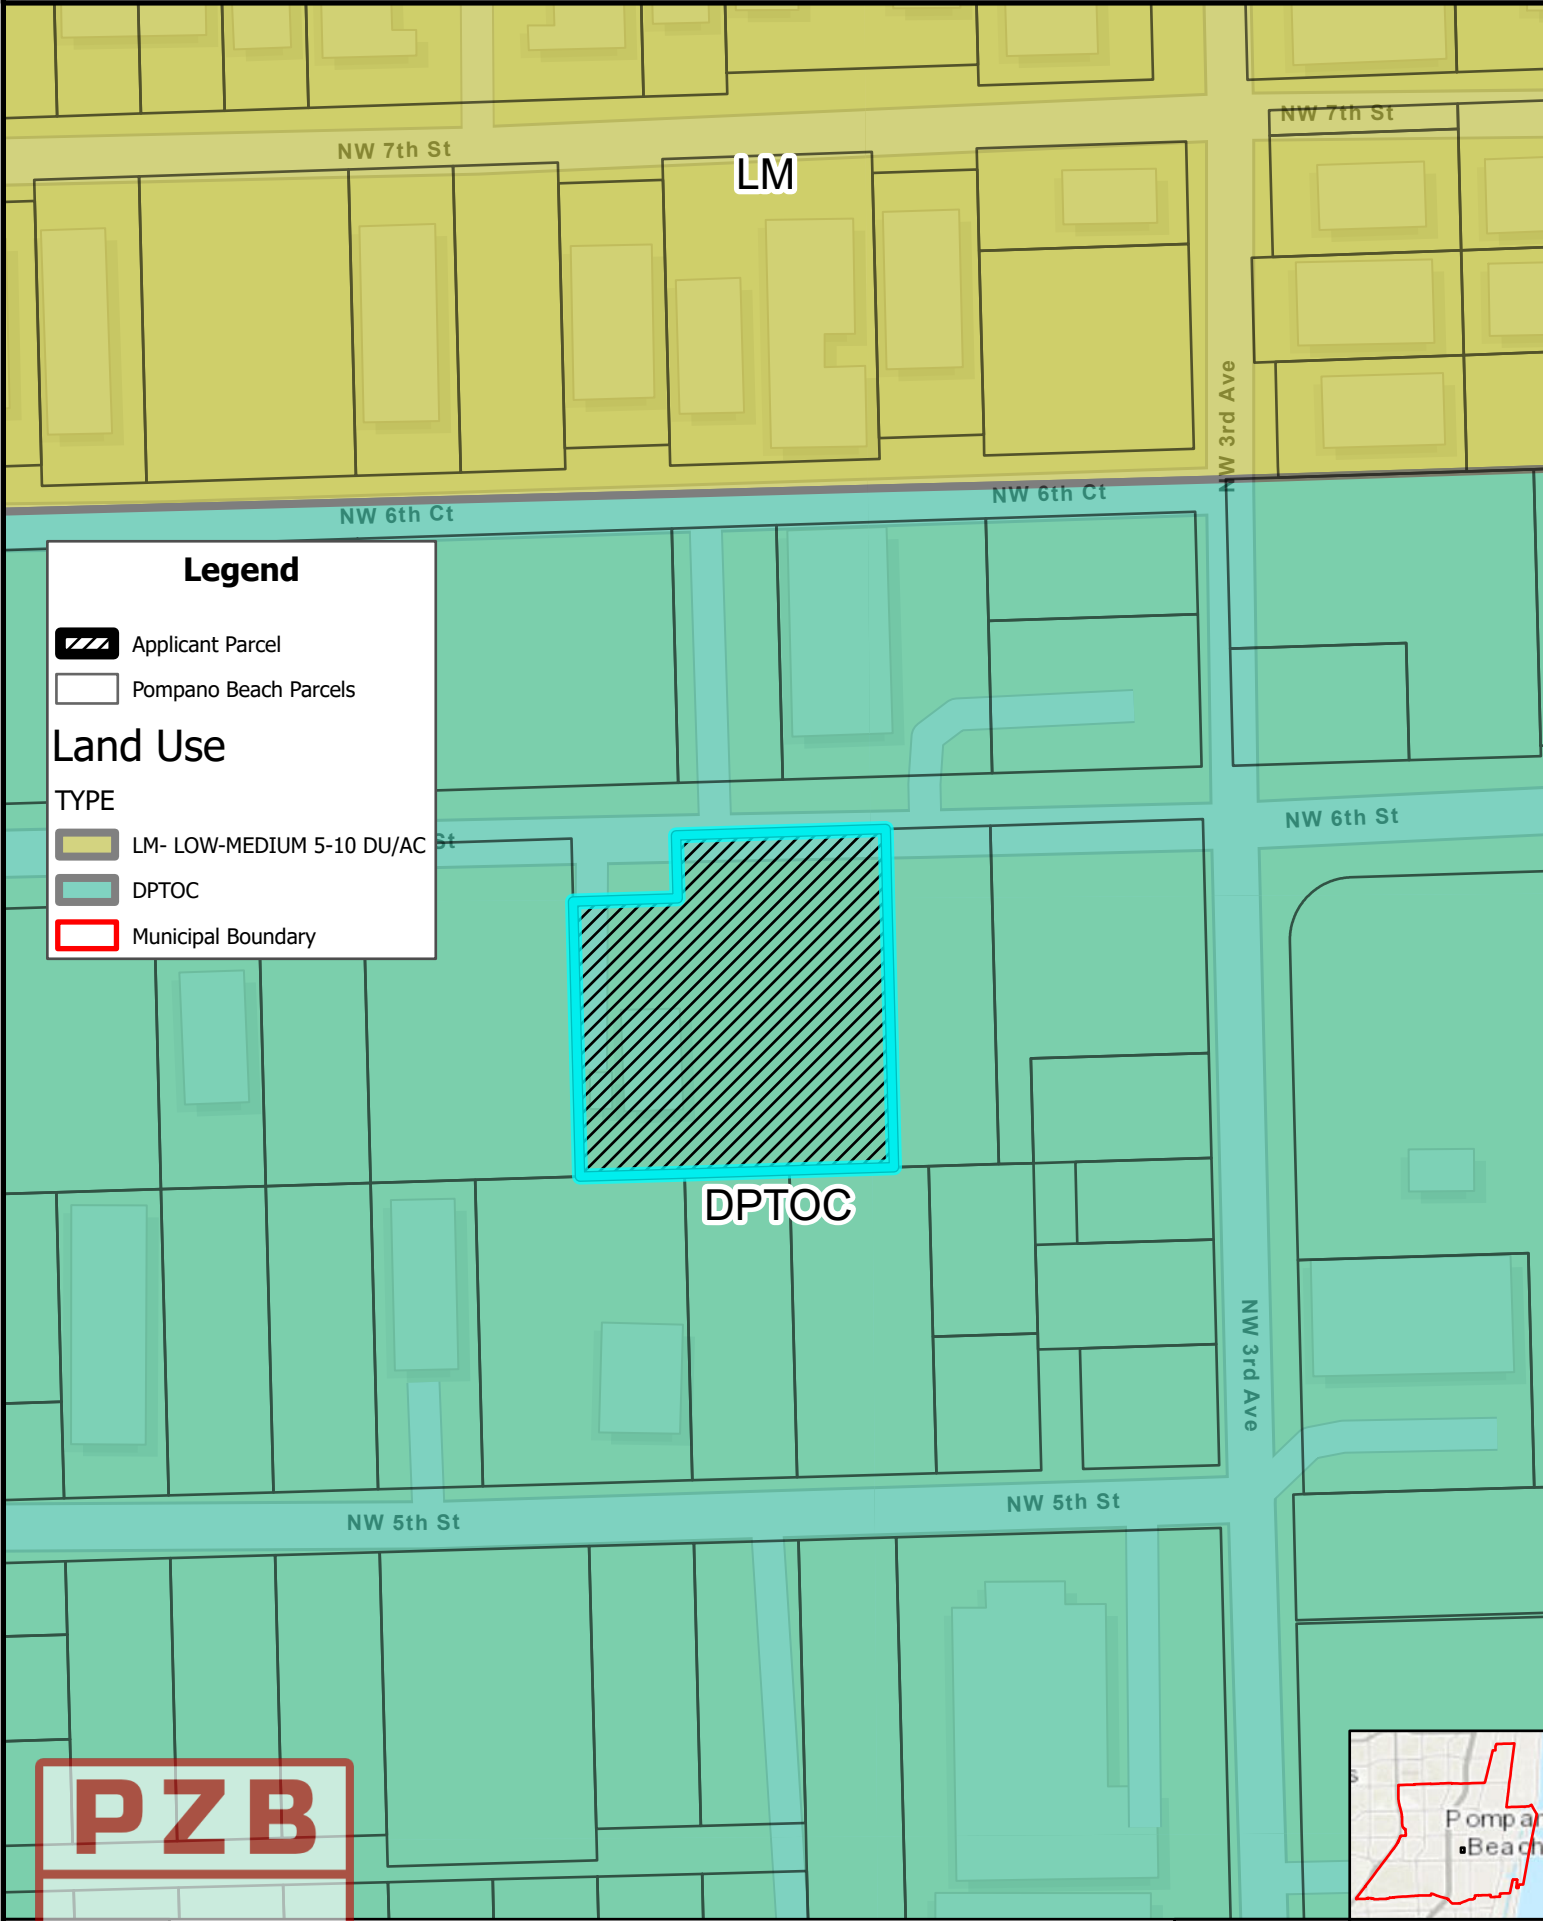 NW 7th St
NW 7th St
LM
NW 3rd Ave
NW 6th Ct
NW 6th Ct
Legend
Applicant Parcel
Pompano Beach Parcels
Land Use
TYPE
LM- LOW-MEDIUM 5-10 DU/AC
DPTOC
Municipal Boundary
St
NW 6th St
DPTOC
NW 3rd Ave
NW 5th St
NW 5th St
PZB
s
Pompan
Beach